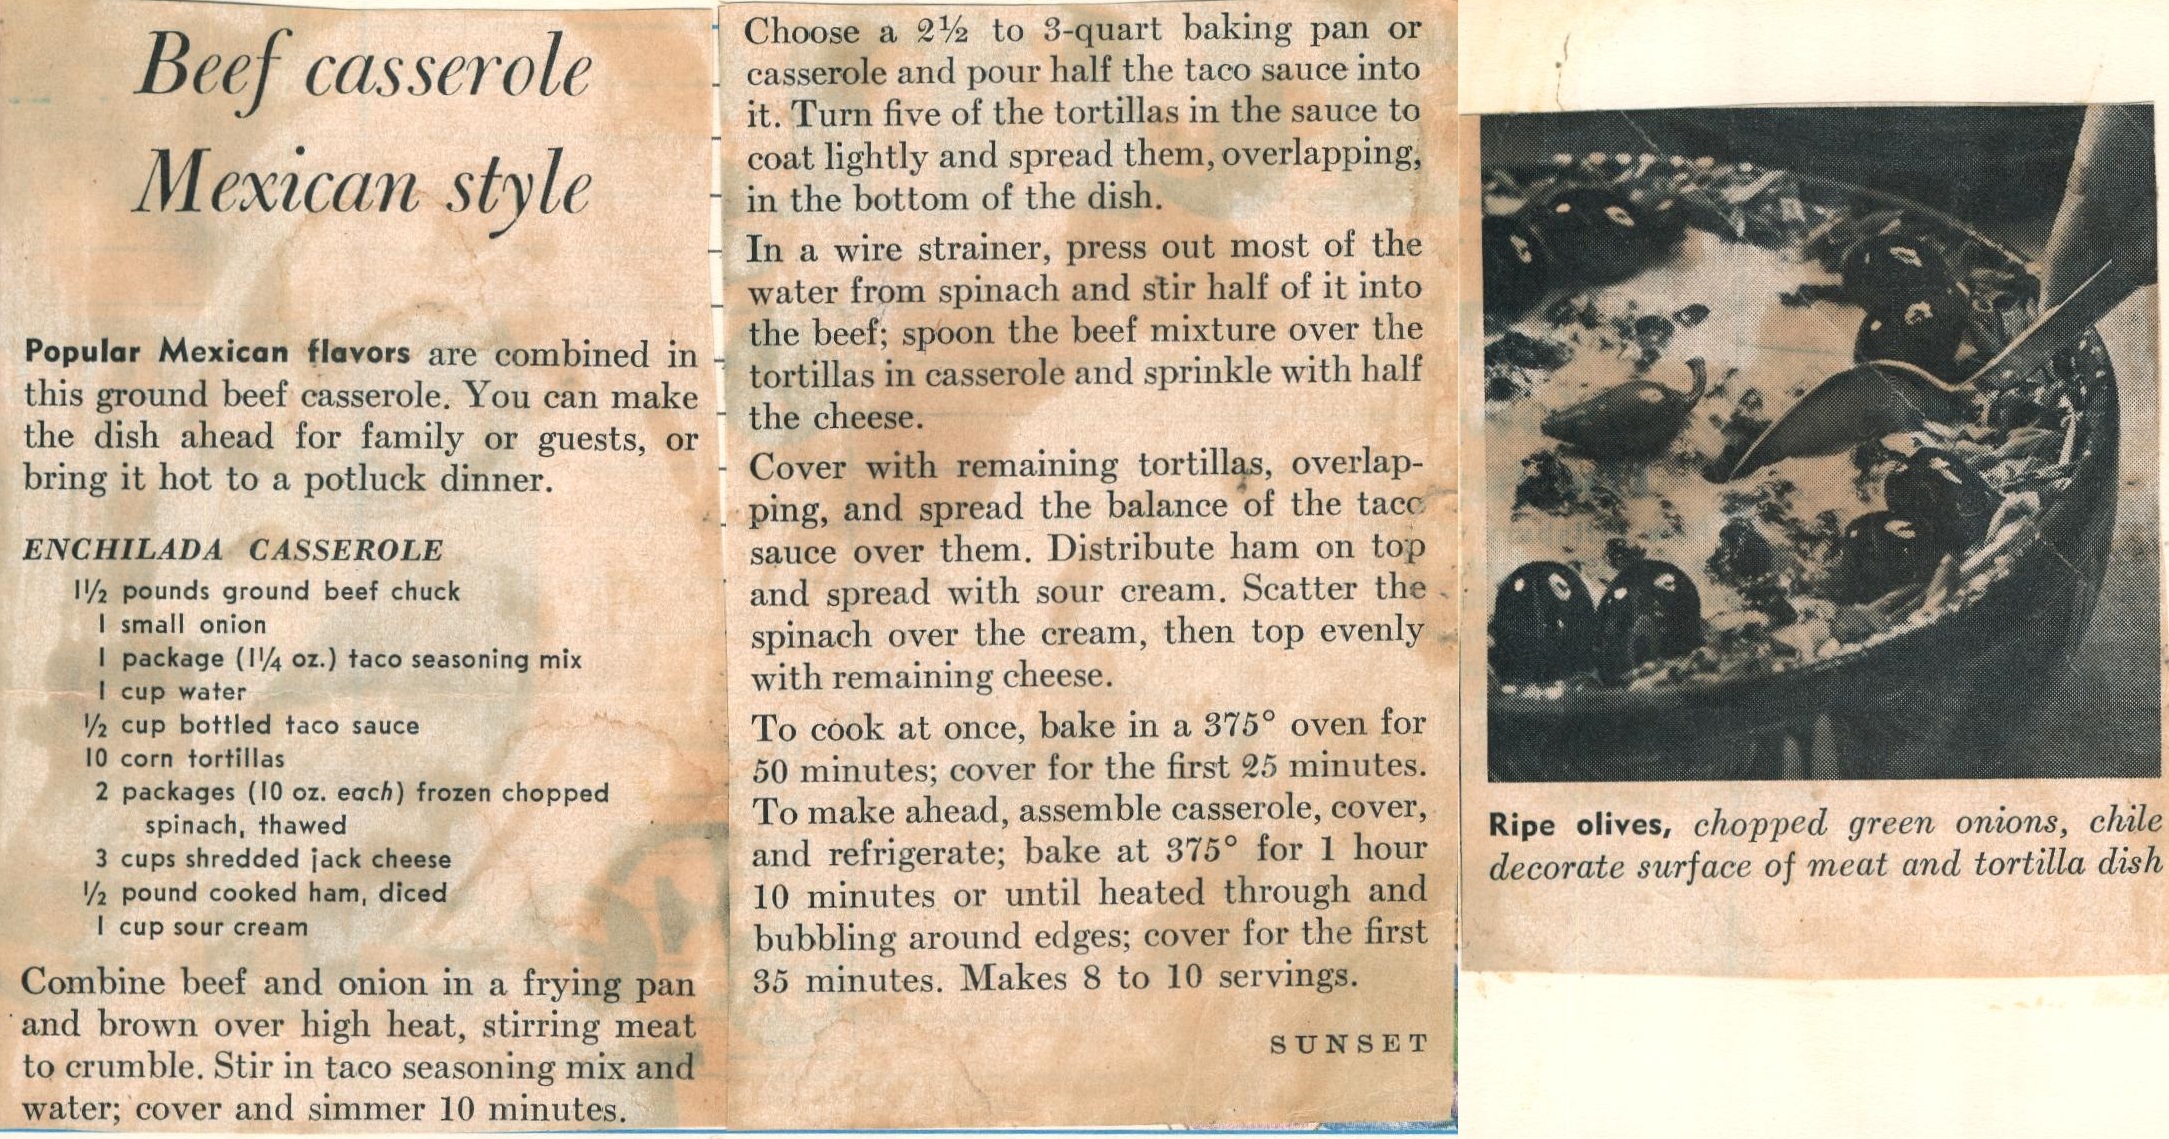 Beef casserole
Mexican style
Popular Mexican flavors are combined in
this ground beef casserole. You can make
the dish ahead for family or guests, or
bring it hot to a potluck dinner.
ENCHILADA CASSEROLE
1½ pounds ground beef chuck
1 small onion
1 package (1¼ oz.) taco seasoning mix
1 cup water
½ cup bottled taco sauce
10 corn tortillas
2 packages (10 oz. each) frozen chopped
spinach, thawed
3 cups shredded jack cheese
½ pound cooked ham, diced
1 cup sour cream
Combine beef and onion in a frying pan
and brown over high heat, stirring meat
to crumble. Stir in taco seasoning mix and
water; cover and simmer 10 minutes.
Choose a 2½ to 3-quart baking pan or
casserole and pour half the taco sauce into
it. Turn five of the tortillas in the sauce to
coat lightly and spread them, overlapping,
in the bottom of the dish.
In a wire strainer, press out most of the
water from spinach and stir half of it into
the beef; spoon the beef mixture over the
tortillas in casserole and sprinkle with half
the cheese.
Cover with remaining tortillas, overlap-
ping, and spread the balance of the taco
sauce over them. Distribute ham on top
and spread with sour cream. Scatter the
spinach over the cream, then top evenly
with remaining cheese.
To cook at once, bake in a 375° oven for
50 minutes; cover for the first 25 minutes.
To make ahead, assemble casserole, cover,
and refrigerate; bake at 375° for 1 hour
10 minutes or until heated through and
bubbling around edges; cover for the first
35 minutes. Makes 8 to 10 servings.
SUNSET
Ripe olives, chopped green onions, chile
decorate surface of meat and tortilla dish